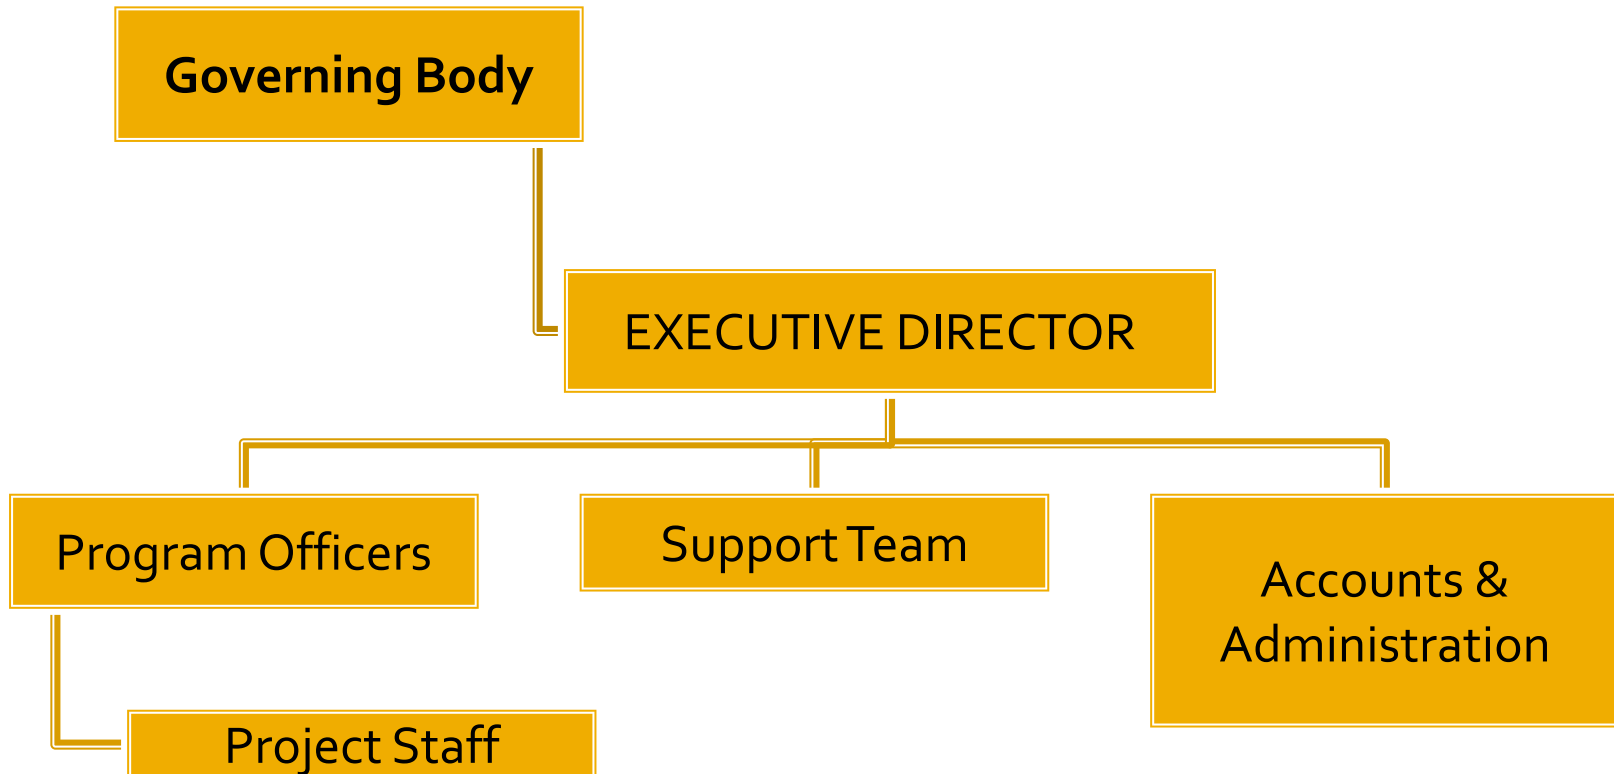 Governing Body
EXECUTIVE DIRECTOR
Program Officers
Support Team
Accounts &
Administration
Project Staff